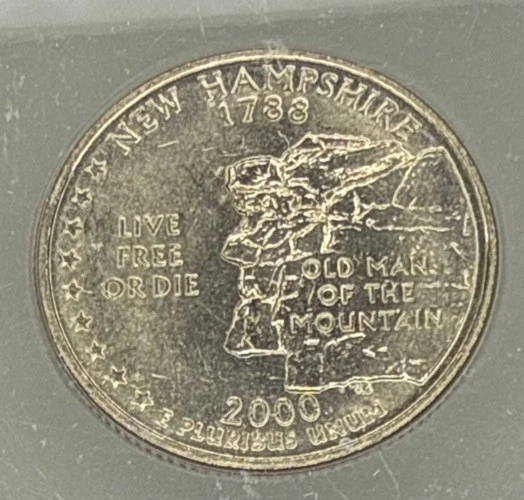 NEW HAMPSHIRE
1788
LIVE
FREE
OR DIE
OLD MAN
OF THE
MOUNTAIN
2000
E PLURIBUS UNUM